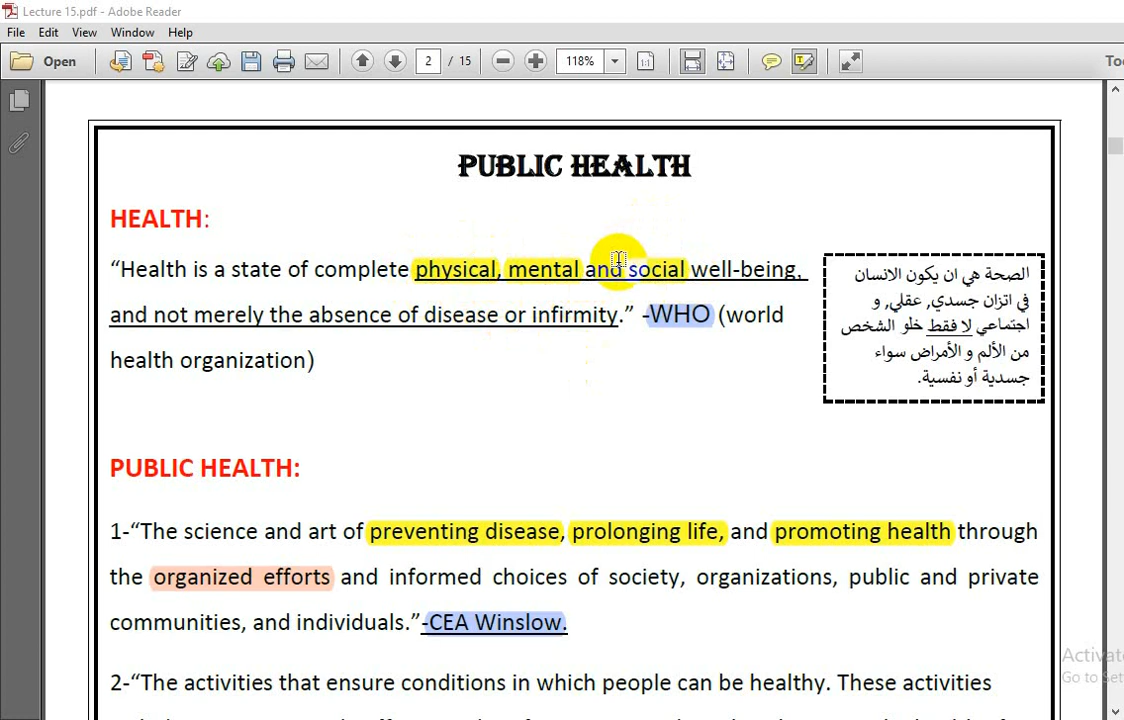 Lecture 15.pdf - Adobe Reader
File Edit View Window Help
Open 2 / 15 118%
PUBLIC HEALTH
HEALTH:
“Health is a state of complete physical, mental and social well-being,
and not merely the absence of disease or infirmity.” -WHO (world
health organization)
الصحة هي ان يكون الانسان
في اتزان جسدي, عقلي, و
اجتماعي لا فقط خلو الشخص
من الألم و الأمراض سواء
جسدية أو نفسية.
PUBLIC HEALTH:
1-“The science and art of preventing disease, prolonging life, and promoting health through
the organized efforts and informed choices of society, organizations, public and private
communities, and individuals.”-CEA Winslow.
2-“The activities that ensure conditions in which people can be healthy. These activities